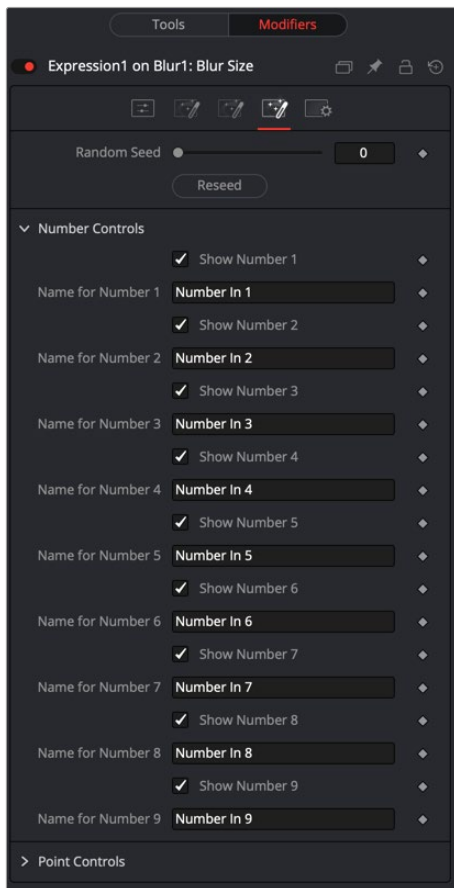 Tools Modifiers
Expression1 on Blur1: Blur Size
Random Seed 0
Reseed
Number Controls
Show Number 1
Name for Number 1 Number In 1
Show Number 2
Name for Number 2 Number In 2
Show Number 3
Name for Number 3 Number In 3
Show Number 4
Name for Number 4 Number In 4
Show Number 5
Name for Number 5 Number In 5
Show Number 6
Name for Number 6 Number In 6
Show Number 7
Name for Number 7 Number In 7
Show Number 8
Name for Number 8 Number In 8
Show Number 9
Name for Number 9 Number In 9
Point Controls